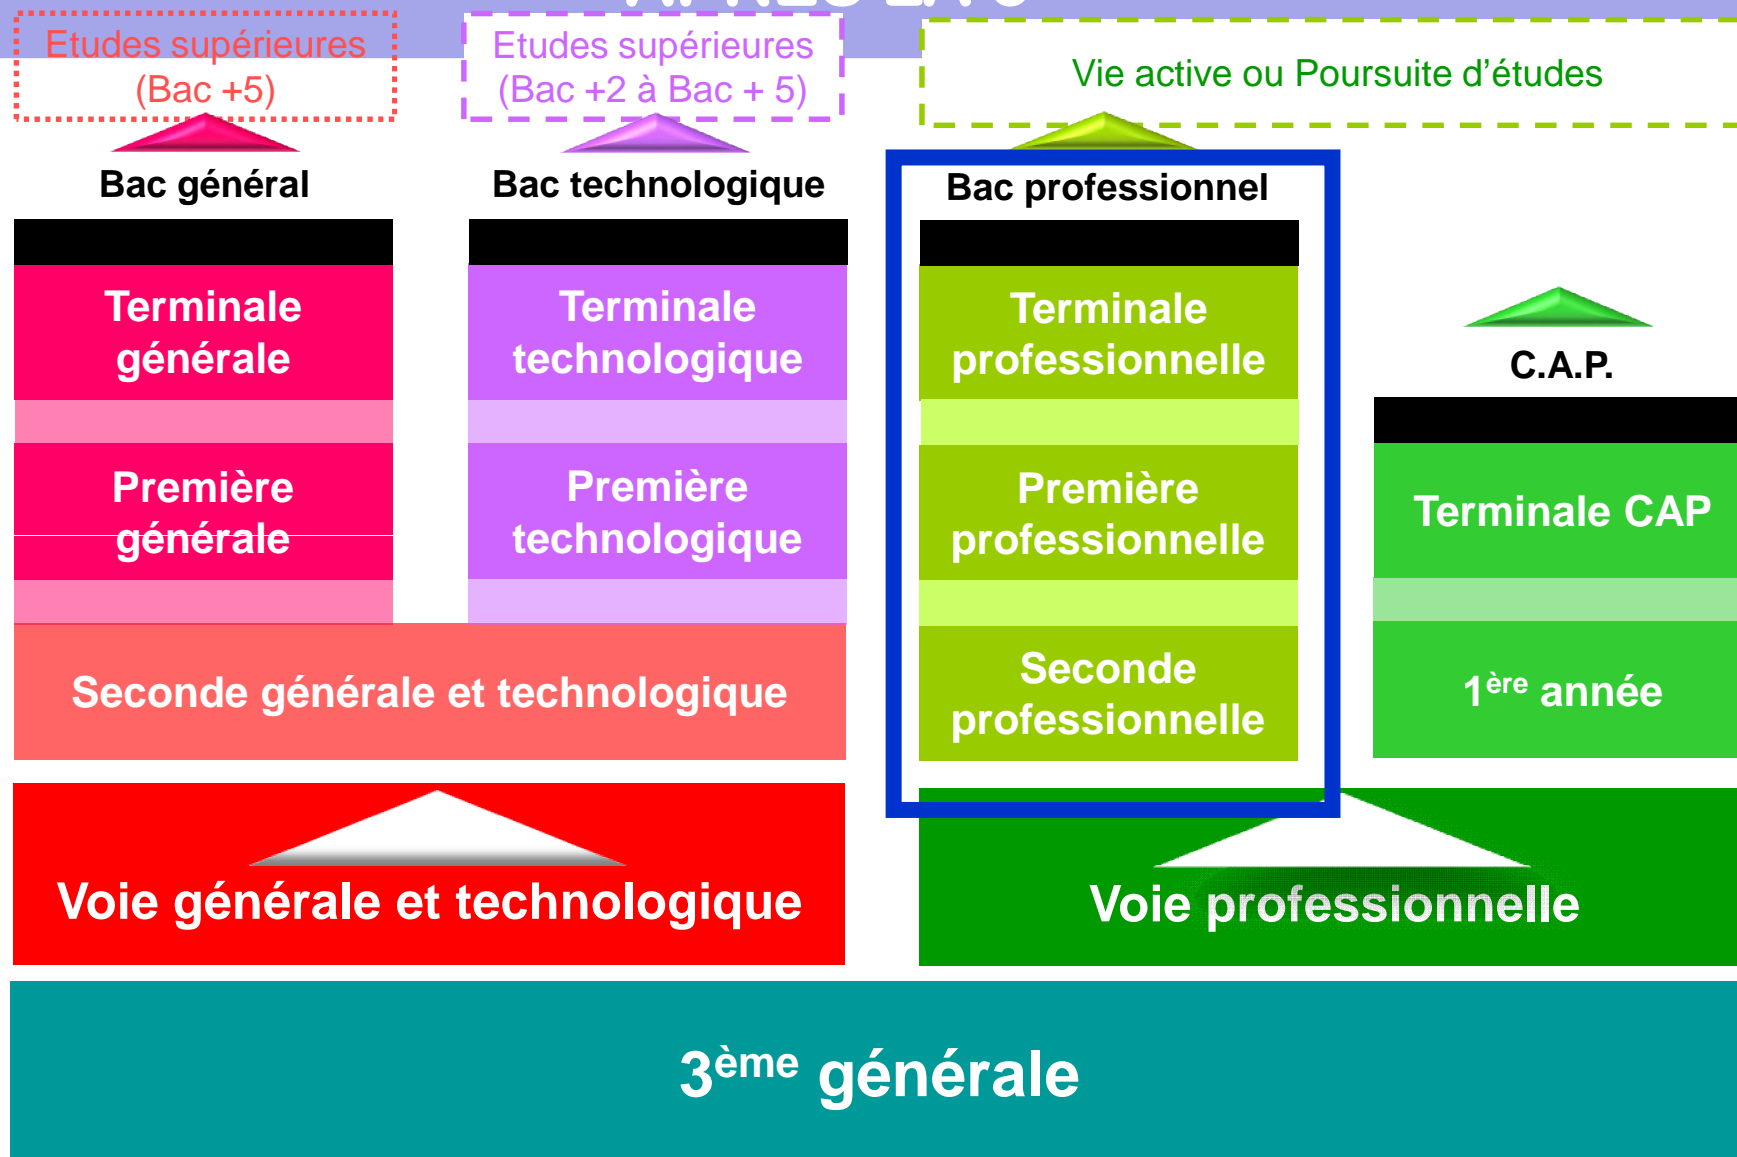 Etudes supérieures
(Bac +5)
Etudes supérieures
(Bac +2 à Bac + 5)
Vie active ou Poursuite d’études
Bac général
Bac technologique
Bac professionnel
Terminale
générale
Terminale
technologique
Terminale
professionnelle
C.A.P.
Première
générale
Première
technologique
Première
professionnelle
Terminale CAP
Seconde générale et technologique
Seconde
professionnelle
1ère année
Voie générale et technologique
Voie professionnelle
3ème générale